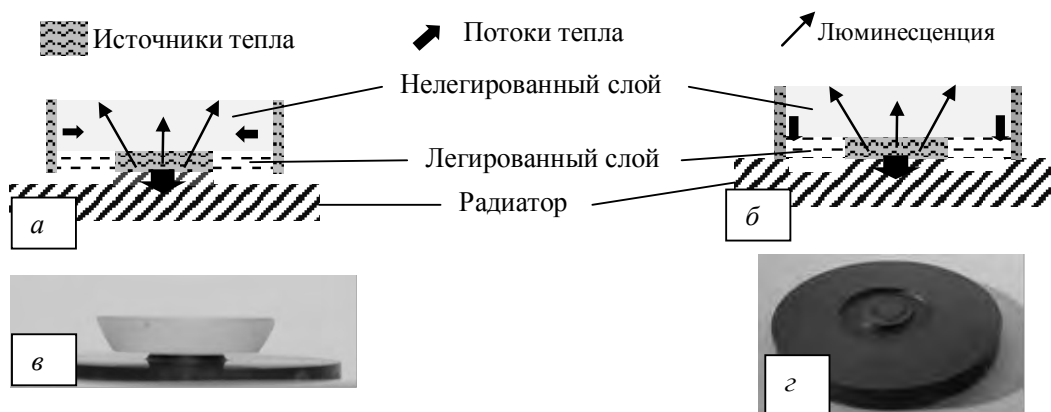 Источники тепла
Потоки тепла
Люминесценция
Нелегированный слой
Легированный слой
Радиатор
а
б
в
г